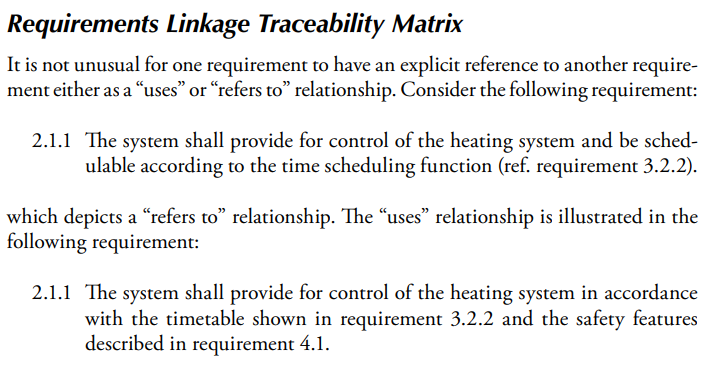 Requirements Linkage Traceability Matrix
It is not unusual for one requirement to have an explicit reference to another require-
ment either as a “uses” or “refers to” relationship. Consider the following requirement:
2.1.1 The system shall provide for control of the heating system and be sched-
ulable according to the time scheduling function (ref. requirement 3.2.2).
which depicts a “refers to” relationship. The “uses” relationship is illustrated in the
following requirement:
2.1.1 The system shall provide for control of the heating system in accordance
with the timetable shown in requirement 3.2.2 and the safety features
described in requirement 4.1.